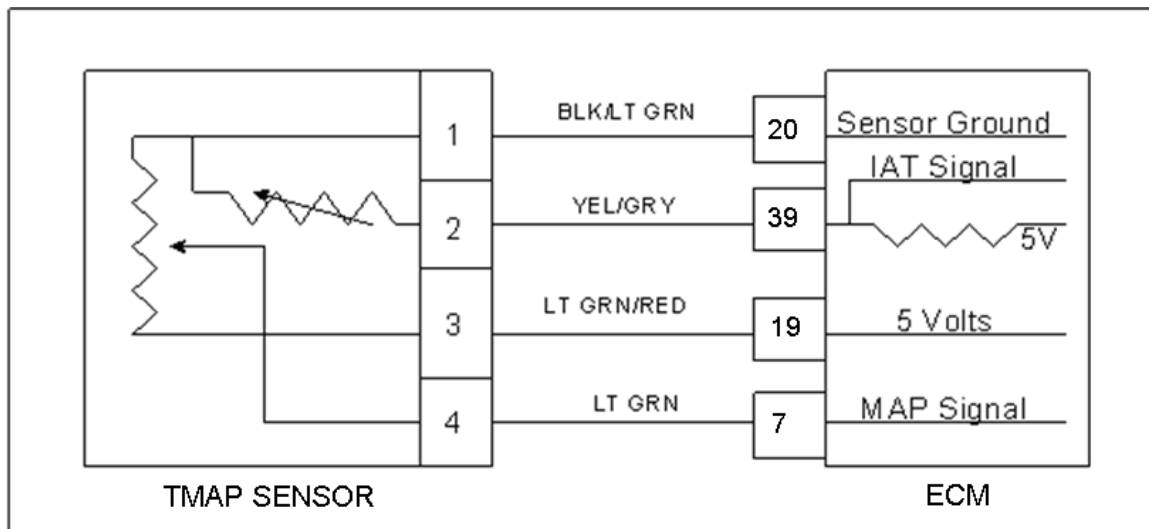 1
BLK/LT GRN
20
Sensor Ground
IAT Signal
2
YEL/GRY
39
5V
3
LT GRN/RED
19
5 Volts
4
LT GRN
7
MAP Signal
TMAP SENSOR
ECM